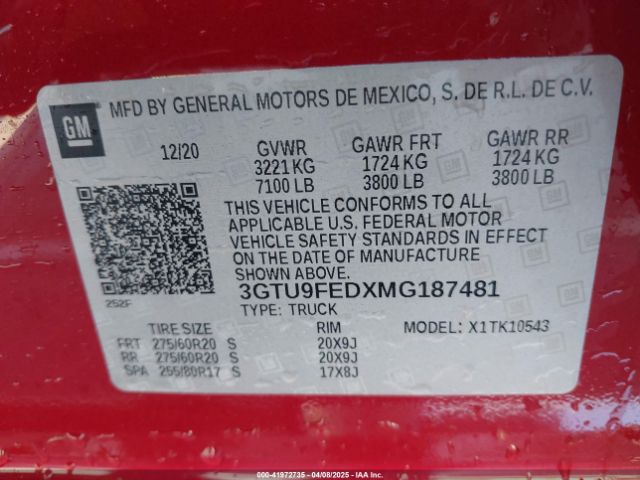 GM MFD BY GENERAL MOTORS DE MEXICO, S. DE R.L. DE C.V.
12/20 GVWR GAWR FRT GAWR RR
3221 KG 1724 KG 1724 KG
7100 LB 3800 LB 3800 LB
THIS VEHICLE CONFORMS TO ALL
APPLICABLE U.S. FEDERAL MOTOR
VEHICLE SAFETY STANDARDS IN EFFECT
ON THE DATE OF MANUFACTURE
SHOWN ABOVE.
252F 3GTU9FEDXMG187481
TYPE: TRUCK
TIRE SIZE RIM MODEL: X1TK10543
FRT 275/60R20 S 20X9J
RR 275/60R20 S 20X9J
SPA 255/80R17 S 17X8J
000-41972735 - 04/08/2025 - IAA Corp.